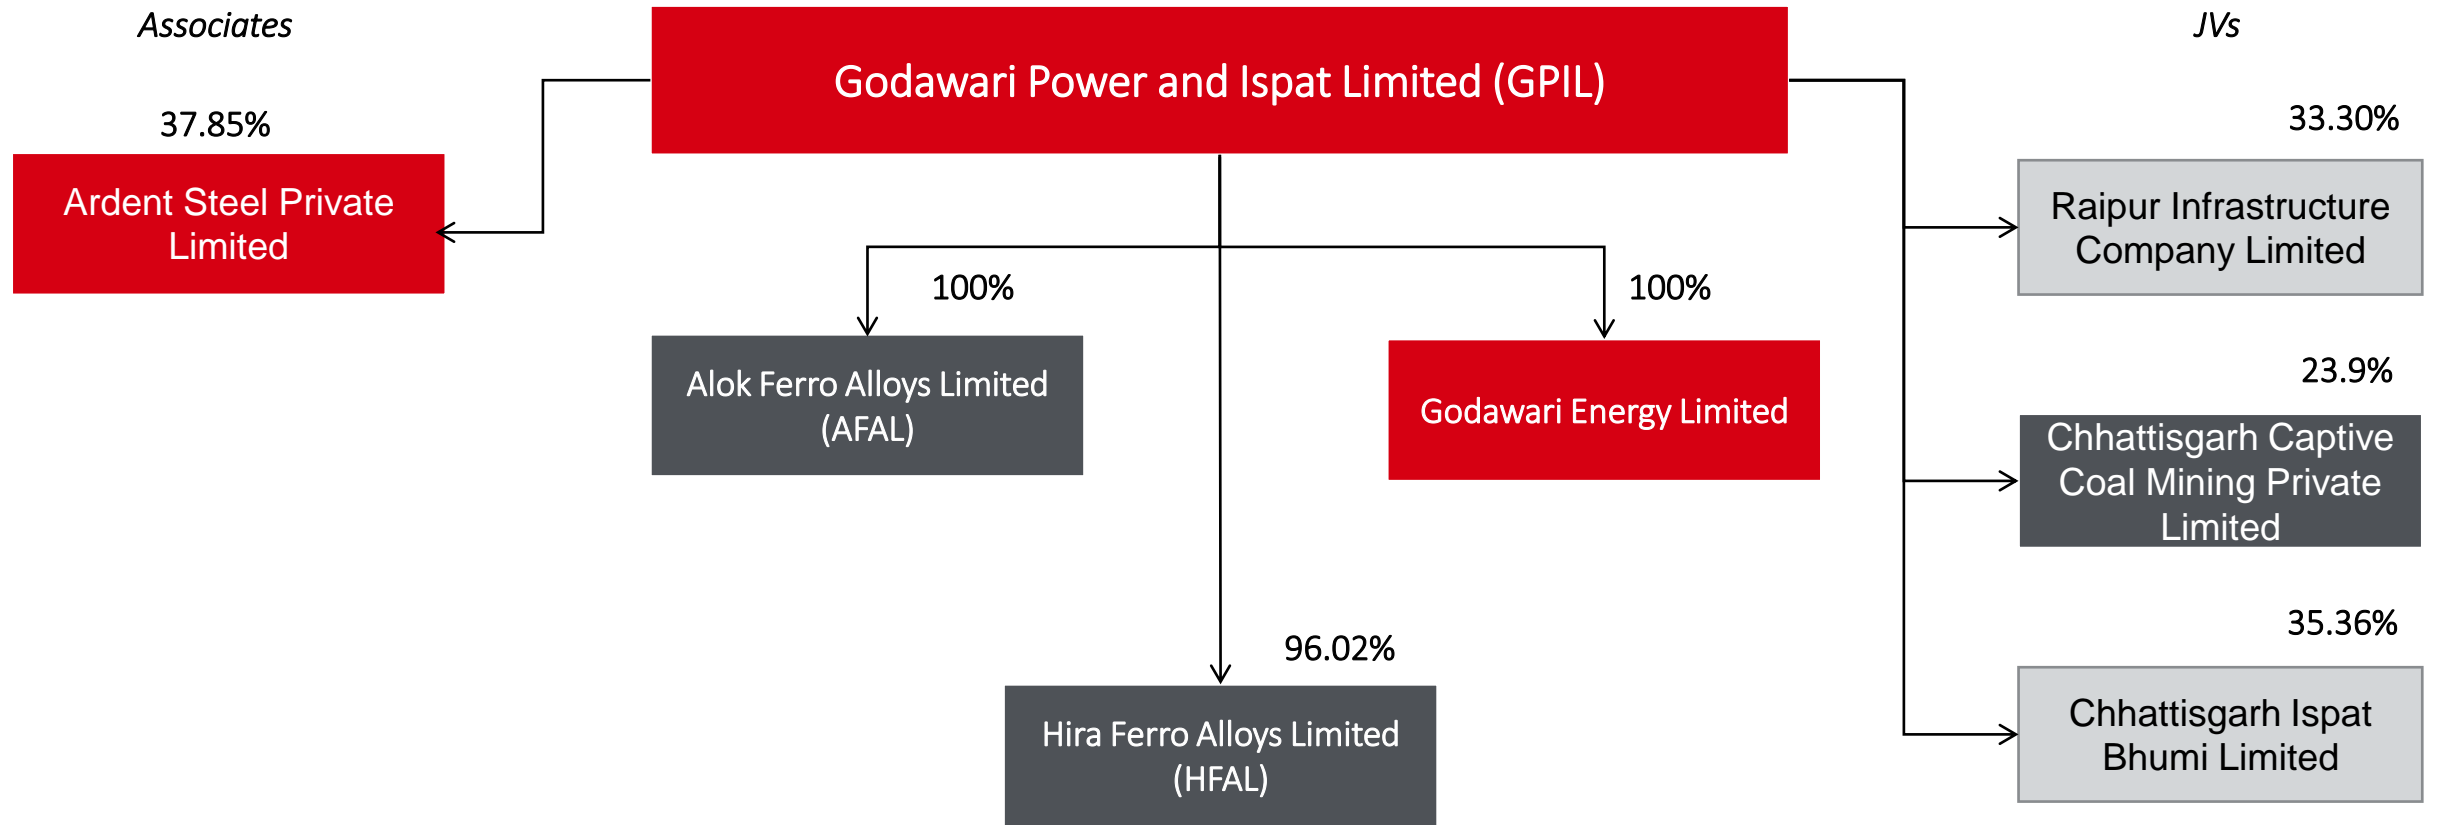 Associates
Godawari Power and Ispat Limited (GPIL)
JVs
37.85%
Ardent Steel Private
Limited
33.30%
Raipur Infrastructure
Company Limited
100%
Alok Ferro Alloys Limited
(AFAL)
100%
Godawari Energy Limited
23.9%
Chhattisgarh Captive
Coal Mining Private
Limited
96.02%
Hira Ferro Alloys Limited
(HFAL)
35.36%
Chhattisgarh Ispat
Bhumi Limited